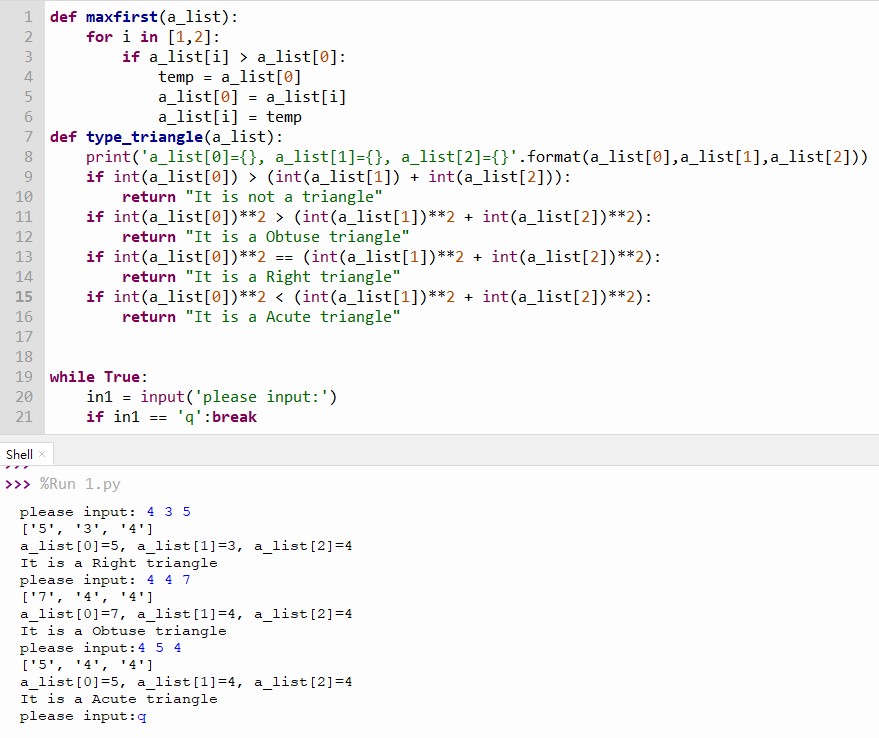 1 def maxfirst(a_list):
2     for i in [1,2]:
3         if a_list[i] > a_list[0]:
4             temp = a_list[0]
5             a_list[0] = a_list[i]
6             a_list[i] = temp
7 def type_triangle(a_list):
8     print('a_list[0]={}, a_list[1]={}, a_list[2]={}'.format(a_list[0],a_list[1],a_list[2]))
9     if int(a_list[0]) > (int(a_list[1]) + int(a_list[2])):
10         return "It is not a triangle"
11     if int(a_list[0])**2 > (int(a_list[1])**2 + int(a_list[2])**2):
12         return "It is a Obtuse triangle"
13     if int(a_list[0])**2 == (int(a_list[1])**2 + int(a_list[2])**2):
14         return "It is a Right triangle"
15     if int(a_list[0])**2 < (int(a_list[1])**2 + int(a_list[2])**2):
16         return "It is a Acute triangle"
17
18
19 while True:
20     in1 = input('please input:')
21     if in1 == 'q':break
Shell ×
>>>
>>> %Run 1.py
please input: 4 3 5
['5', '3', '4']
a_list[0]=5, a_list[1]=3, a_list[2]=4
It is a Right triangle
please input: 4 4 7
['7', '4', '4']
a_list[0]=7, a_list[1]=4, a_list[2]=4
It is a Obtuse triangle
please input:4 5 4
['5', '4', '4']
a_list[0]=5, a_list[1]=4, a_list[2]=4
It is a Acute triangle
please input:q